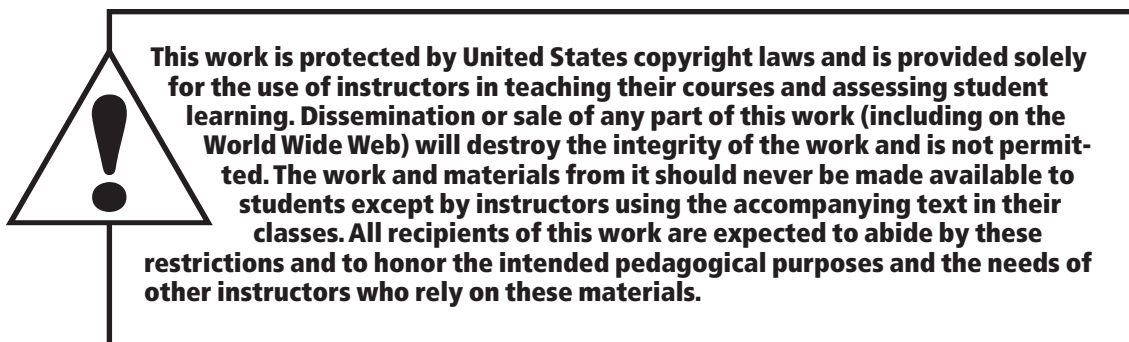 This work is protected by United States copyright laws and is provided solely
for the use of instructors in teaching their courses and assessing student
learning. Dissemination or sale of any part of this work (including on the
World Wide Web) will destroy the integrity of the work and is not permit-
ted. The work and materials from it should never be made available to
students except by instructors using the accompanying text in their
classes. All recipients of this work are expected to abide by these
restrictions and to honor the intended pedagogical purposes and the needs of
other instructors who rely on these materials.